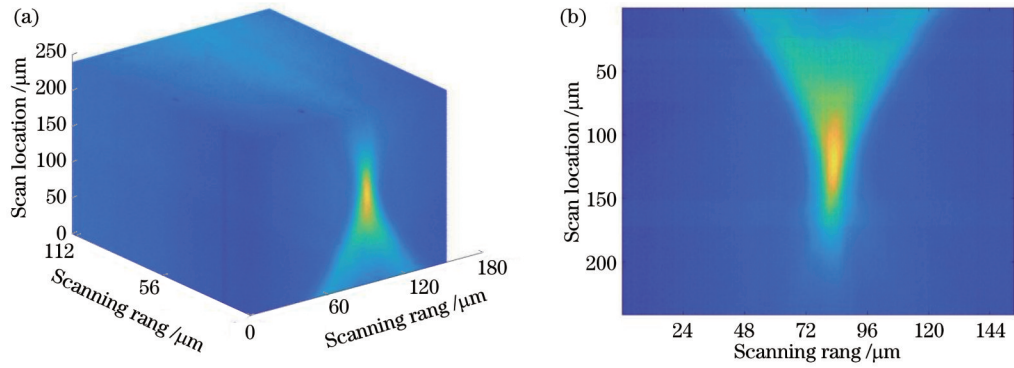 (a)
250
200
150
100
50
0
Scan location /μm
112
56
0
Scanning rang /μm
60
120
180
Scanning rang /μm
(b)
50
100
150
200
Scan location /μm
24 48 72 96 120 144
Scanning rang /μm